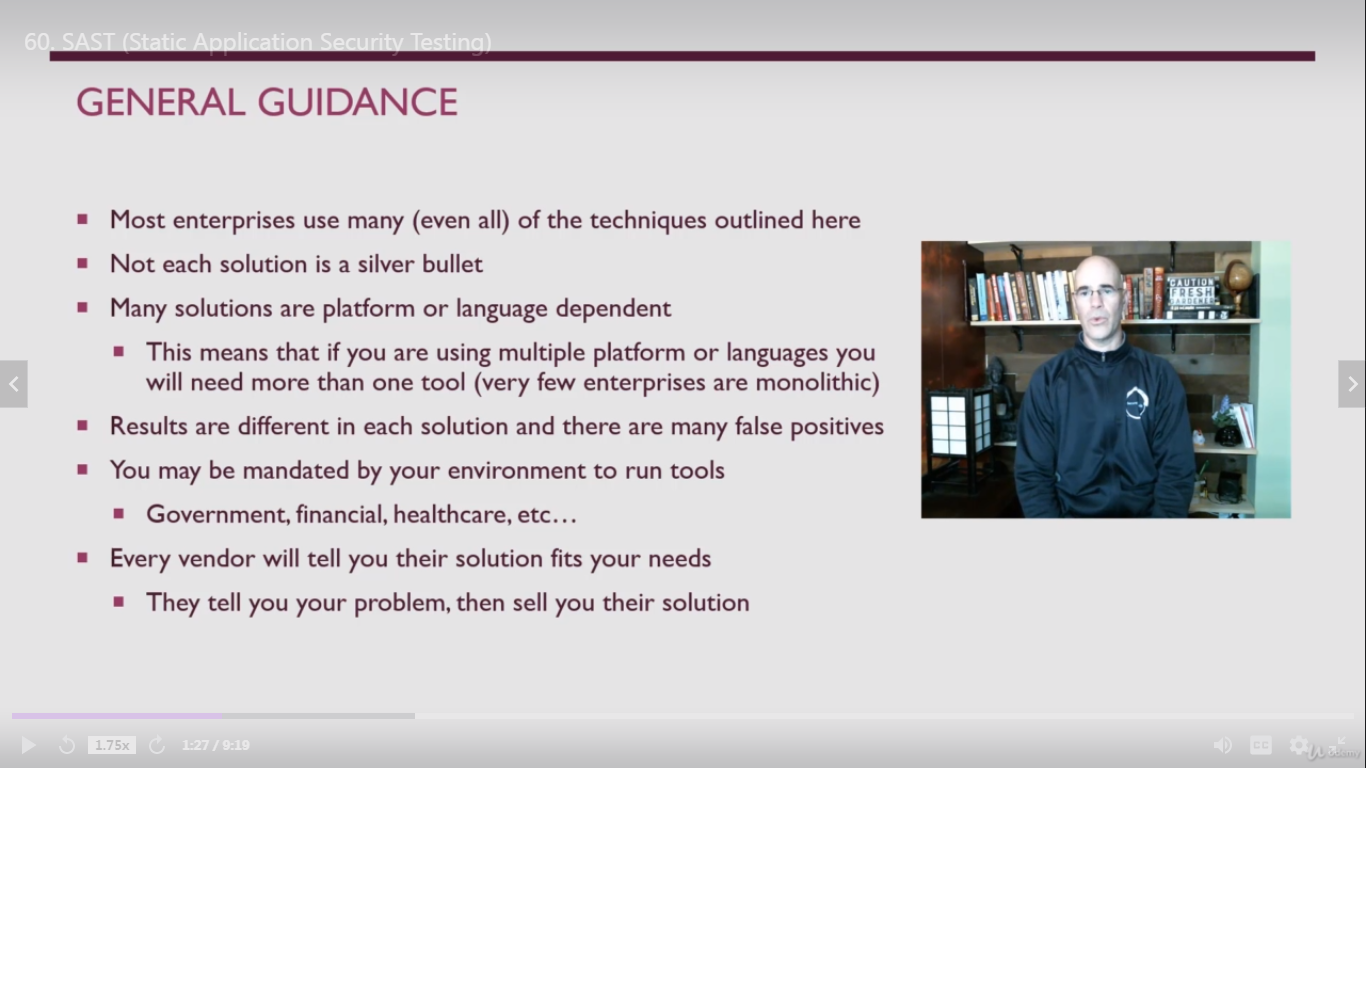 60. SAST (Static Application Security Testing)
GENERAL GUIDANCE
Most enterprises use many (even all) of the techniques outlined here
Not each solution is a silver bullet
Many solutions are platform or language dependent
This means that if you are using multiple platform or languages you
will need more than one tool (very few enterprises are monolithic)
Results are different in each solution and there are many false positives
You may be mandated by your environment to run tools
Government, financial, healthcare, etc…
Every vendor will tell you their solution fits your needs
They tell you your problem, then sell you their solution
CAUTION
FRESH
GARDENER
1.75x
1:27 / 9:19
CC
Udemy